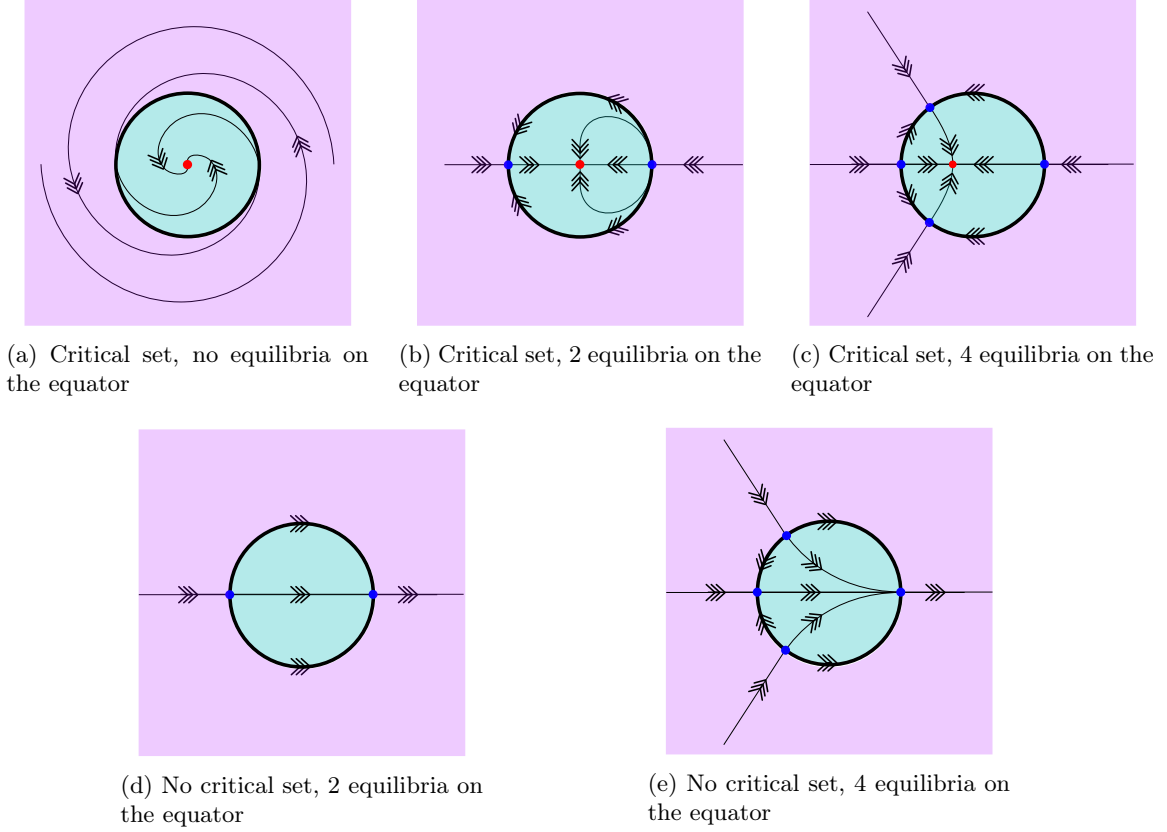 (a) Critical set, no equilibria on
the equator
(b) Critical set, 2 equilibria on the
equator
(c) Critical set, 4 equilibria on the
equator
(d) No critical set, 2 equilibria on
the equator
(e) No critical set, 4 equilibria on
the equator